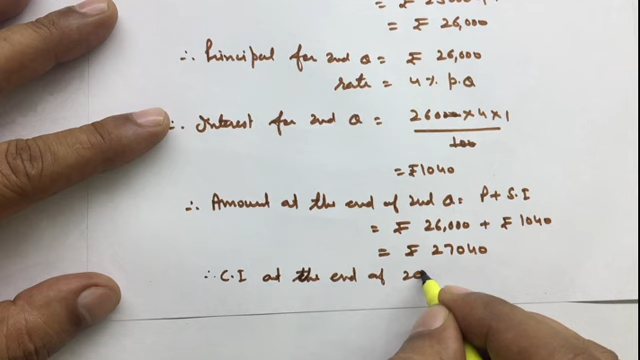 = ₹ 26,000
∴ Principal for 2nd Q = ₹ 26,000
rate = 4 % p.Q
∴ Interest for 2nd Q = 26000 × 4 × 1
100
= ₹1040
∴ Amount at the end of 2nd Q = P + S.I
= ₹ 26,000 + ₹ 1040
= ₹ 27040
∴ C.I at the end of 2